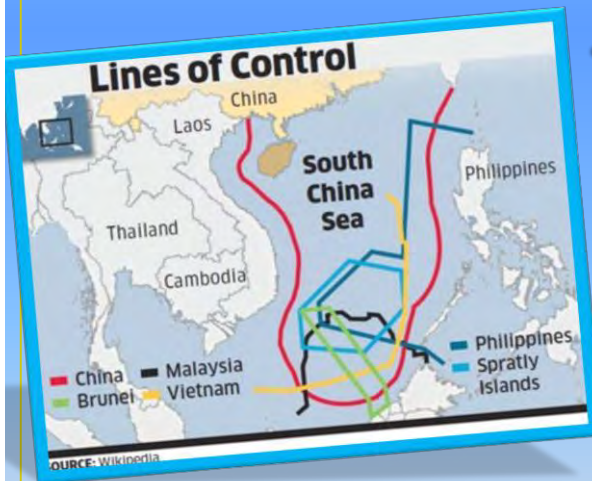 Lines of Control
China
Laos
South
China
Sea
Philippines
Thailand
Cambodia
China
Malaysia
Brunei
Vietnam
Philippines
Spratly
Islands
OURCE: Wikipedia